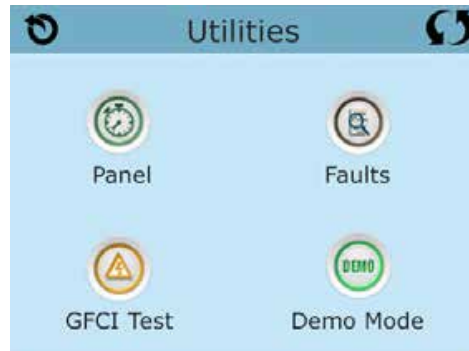 Utilities
Panel
Faults
DEMO
GFCI Test
Demo Mode